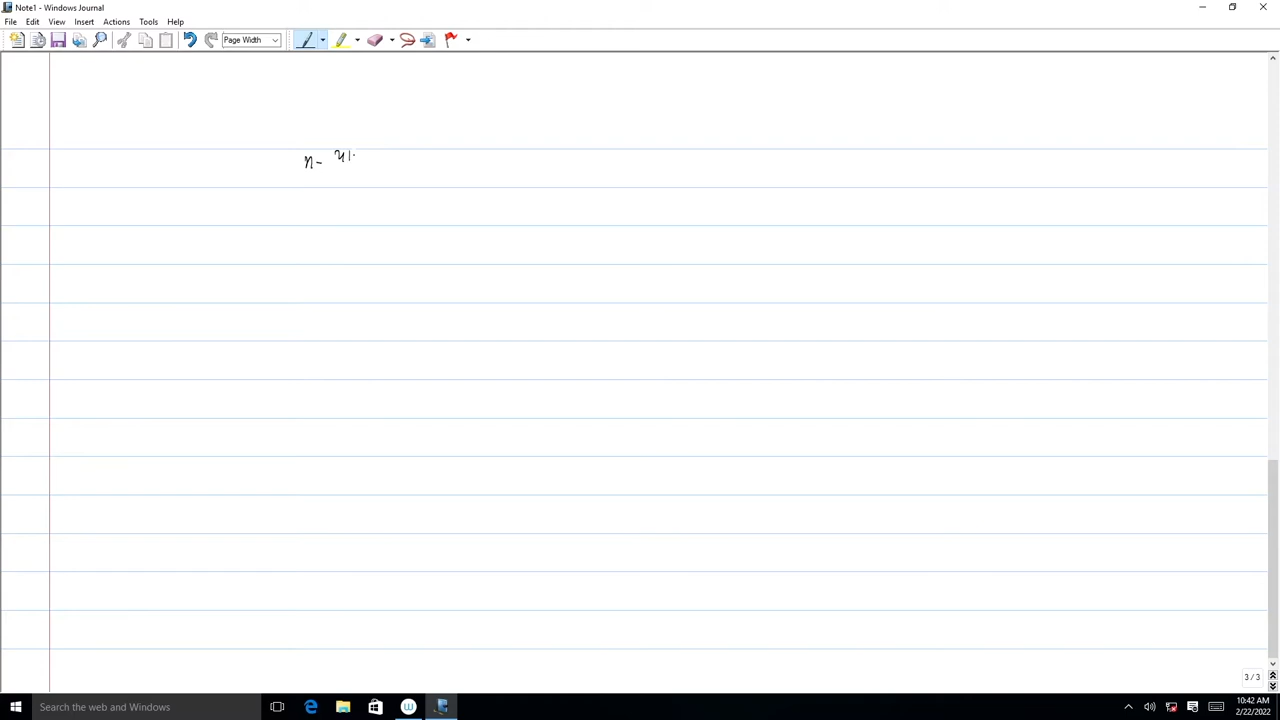 Note1 - Windows Journal
File Edit View Insert Actions Tools Help
Page Width
n- 41.
3 / 3
Search the web and Windows
10:42 AM
2/22/2022